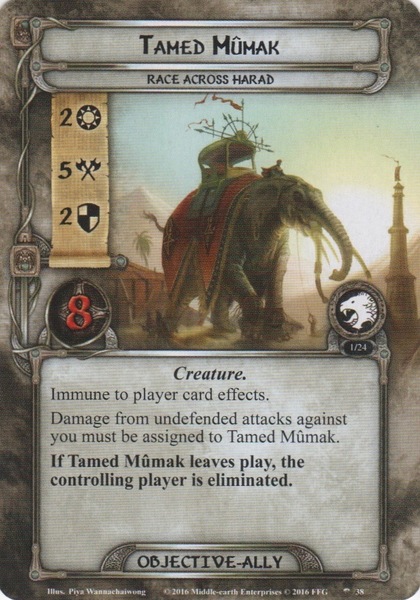 TAMED MÛMAK
RACE ACROSS HARAD
2
5
2
8
1/24
Creature.
Immune to player card effects.
Damage from undefended attacks against
you must be assigned to Tamed Mûmak.
If Tamed Mûmak leaves play, the
controlling player is eliminated.
OBJECTIVE-ALLY
Illus. Piya Wannachaiwong © 2016 Middle-earth Enterprises © 2016 FFG 38